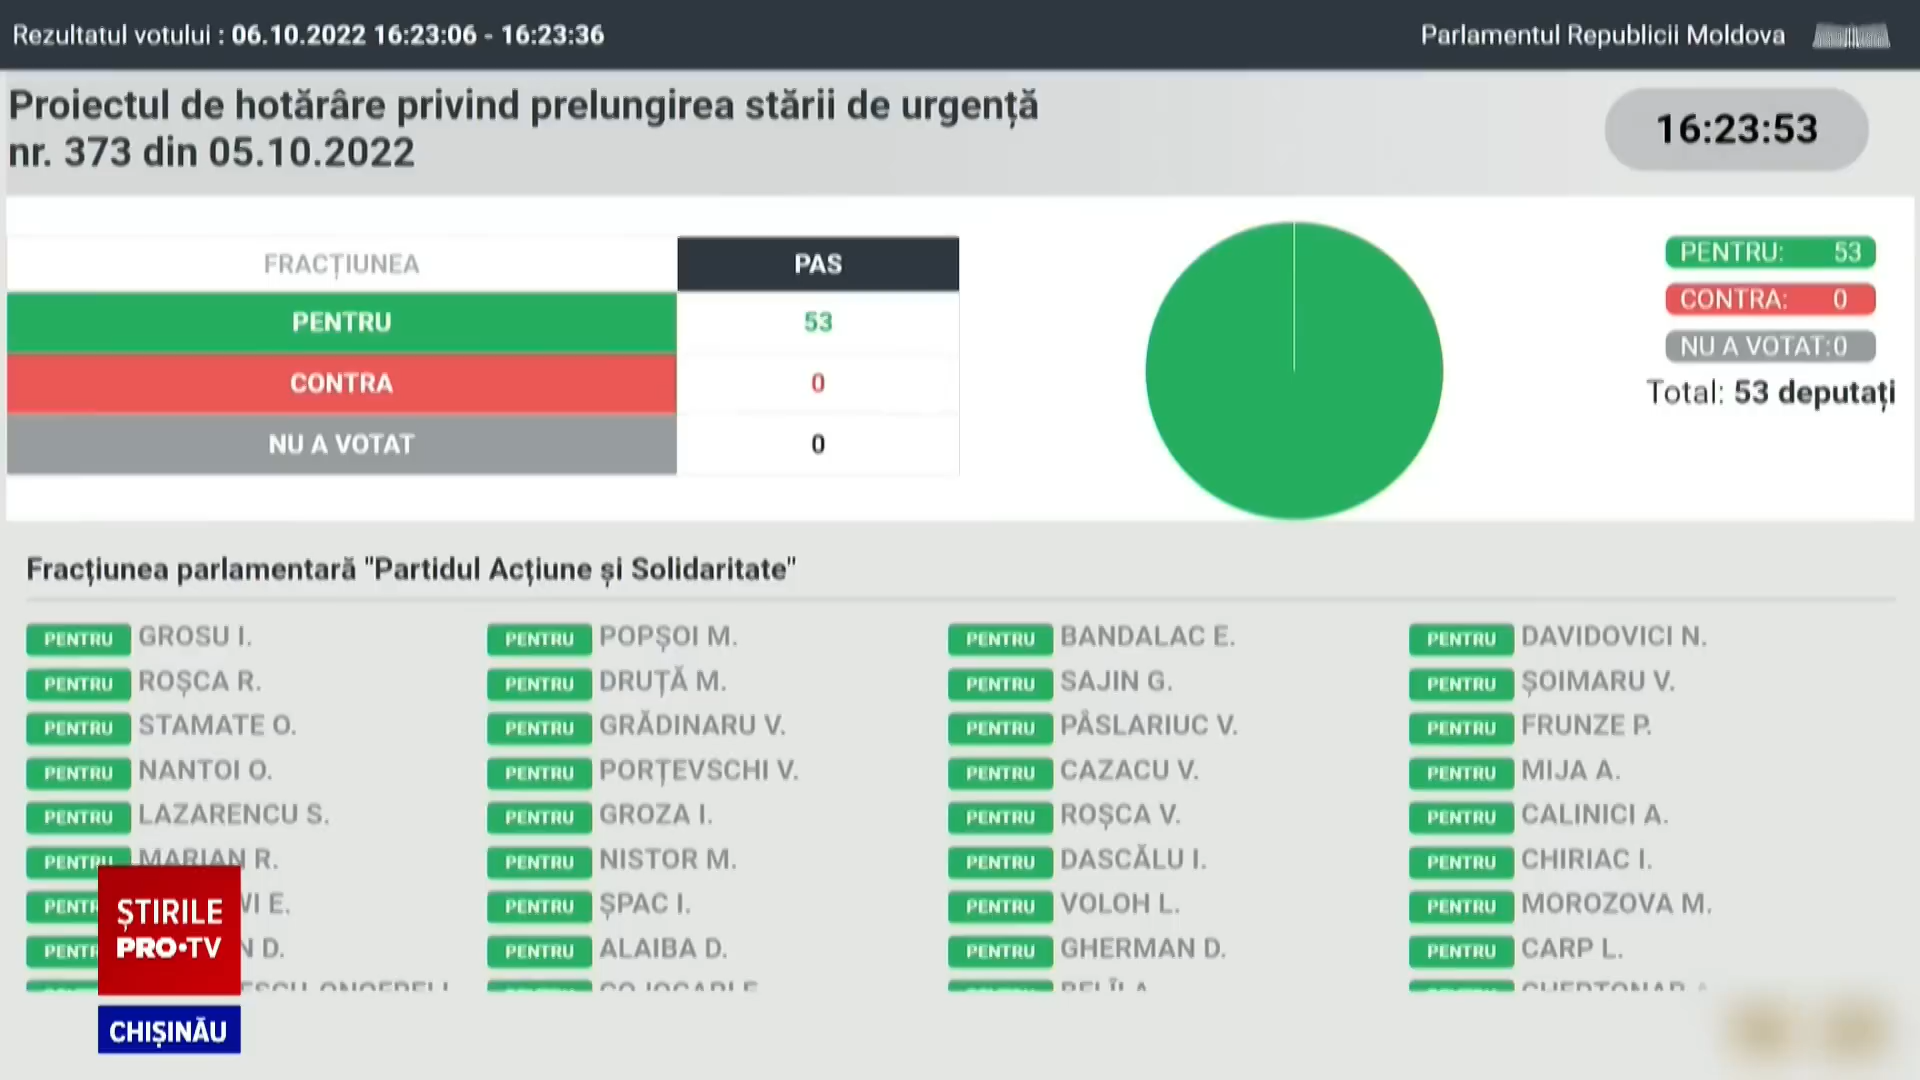 Rezultatul votului : 06.10.2022 16:23:06 - 16:23:36
Parlamentul Republicii Moldova
Proiectul de hotărâre privind prelungirea stării de urgență
nr. 373 din 05.10.2022
16:23:53
FRACȚIUNEA PAS
PENTRU 53
CONTRA 0
NU A VOTAT 0
PENTRU: 53
CONTRA: 0
NU A VOTAT:0
Total: 53 deputați
Fracțiunea parlamentară "Partidul Acțiune și Solidaritate"
PENTRU GROSU I. PENTRU POPȘOI M. PENTRU BANDALAC E. PENTRU DAVIDOVICI N.
PENTRU ROȘCA R. PENTRU DRUȚĂ M. PENTRU SAJIN G. PENTRU ȘOIMARU V.
PENTRU STAMATE O. PENTRU GRĂDINARU V. PENTRU PÂSLARIUC V. PENTRU FRUNZE P.
PENTRU NANTOI O. PENTRU PORȚEVSCHI V. PENTRU CAZACU V. PENTRU MIJA A.
PENTRU LAZARENCU S. PENTRU GROZA I. PENTRU ROȘCA V. PENTRU CALINICI A.
PENTRU MARIAN R. PENTRU NISTOR M. PENTRU DASCĂLU I. PENTRU CHIRIAC I.
E. PENTRU ȘPAC I. PENTRU VOLOH L. PENTRU MOROZOVA M.
D. PENTRU ALAIBA D. PENTRU GHERMAN D. PENTRU CARP L.
ȘTIRILE
PRO•TV
CHIȘINĂU